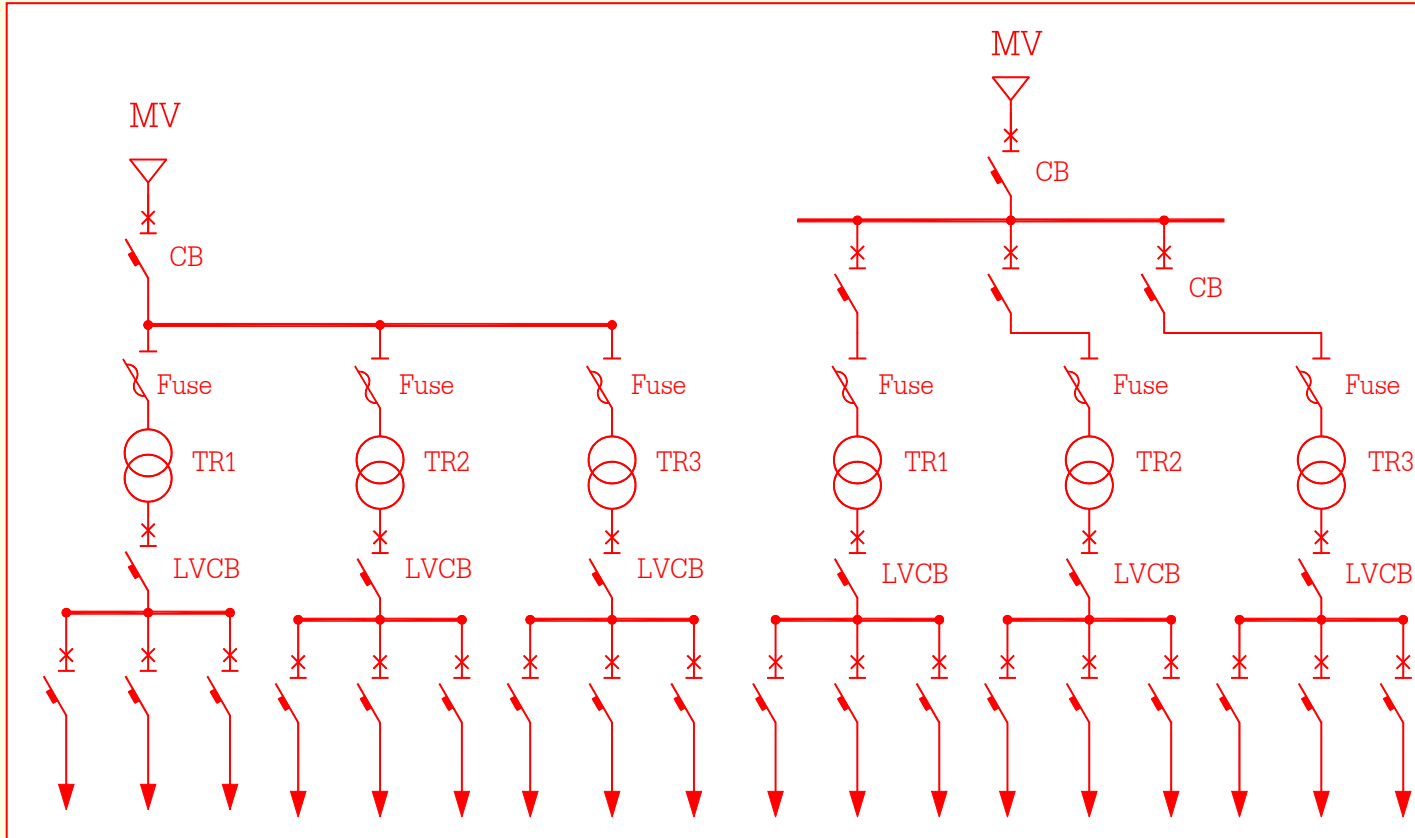 MV
CB
Fuse
Fuse
Fuse
TR1
TR2
TR3
LVCB
LVCB
LVCB
MV
CB
CB
Fuse
Fuse
Fuse
TR1
TR2
TR3
LVCB
LVCB
LVCB